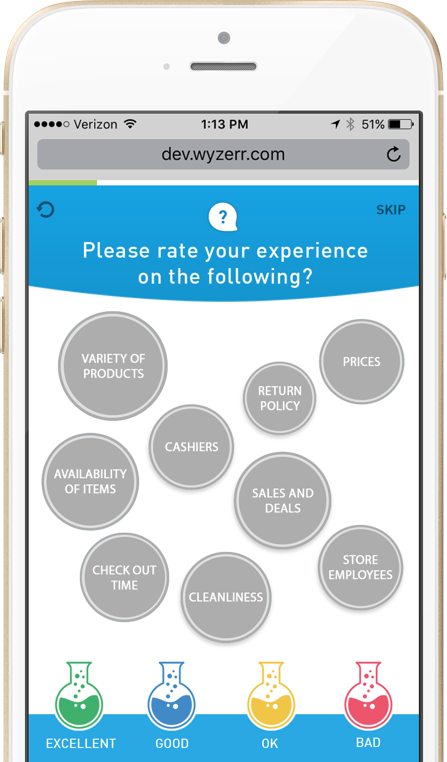 Verizon 1:13 PM 51%
dev.wyzerr.com
? SKIP
Please rate your experience
on the following?
VARIETY OF
PRODUCTS
PRICES
RETURN
POLICY
CASHIERS
AVAILABILITY
OF ITEMS
SALES AND
DEALS
CHECK OUT
TIME
STORE
EMPLOYEES
CLEANLINESS
EXCELLENT GOOD OK BAD